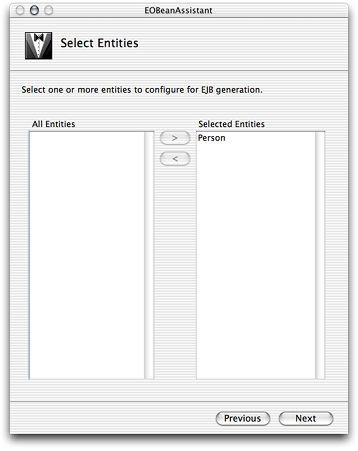 EOBeanAssistant
Select Entities
Select one or more entities to configure for EJB generation.
All Entities
Selected Entities
>
Person
<
Previous
Next